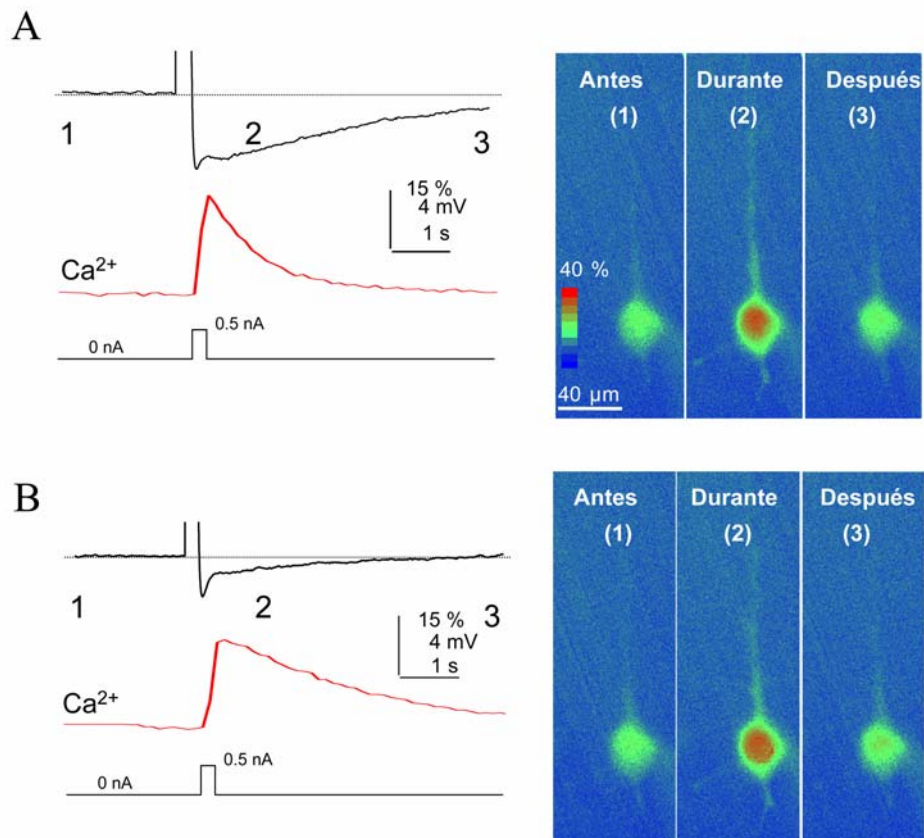 A
1
2
3
15 %
4 mV
1 s
Ca2+
0.5 nA
0 nA
Antes
(1)
Durante
(2)
Después
(3)
40 %
40 µm
B
1
2
3
15 %
4 mV
1 s
Ca2+
0.5 nA
0 nA
Antes
(1)
Durante
(2)
Después
(3)